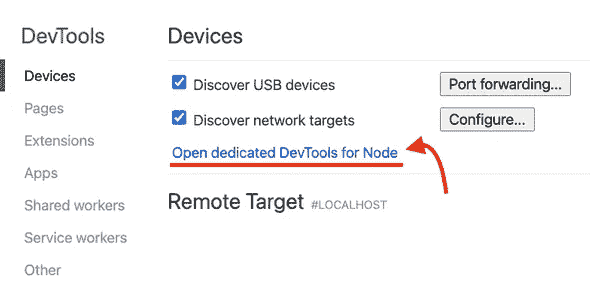 DevTools
Devices
Pages
Extensions
Apps
Shared workers
Service workers
Other
Devices
Discover USB devices
Port forwarding...
Discover network targets
Configure...
Open dedicated DevTools for Node
Remote Target #LOCALHOST